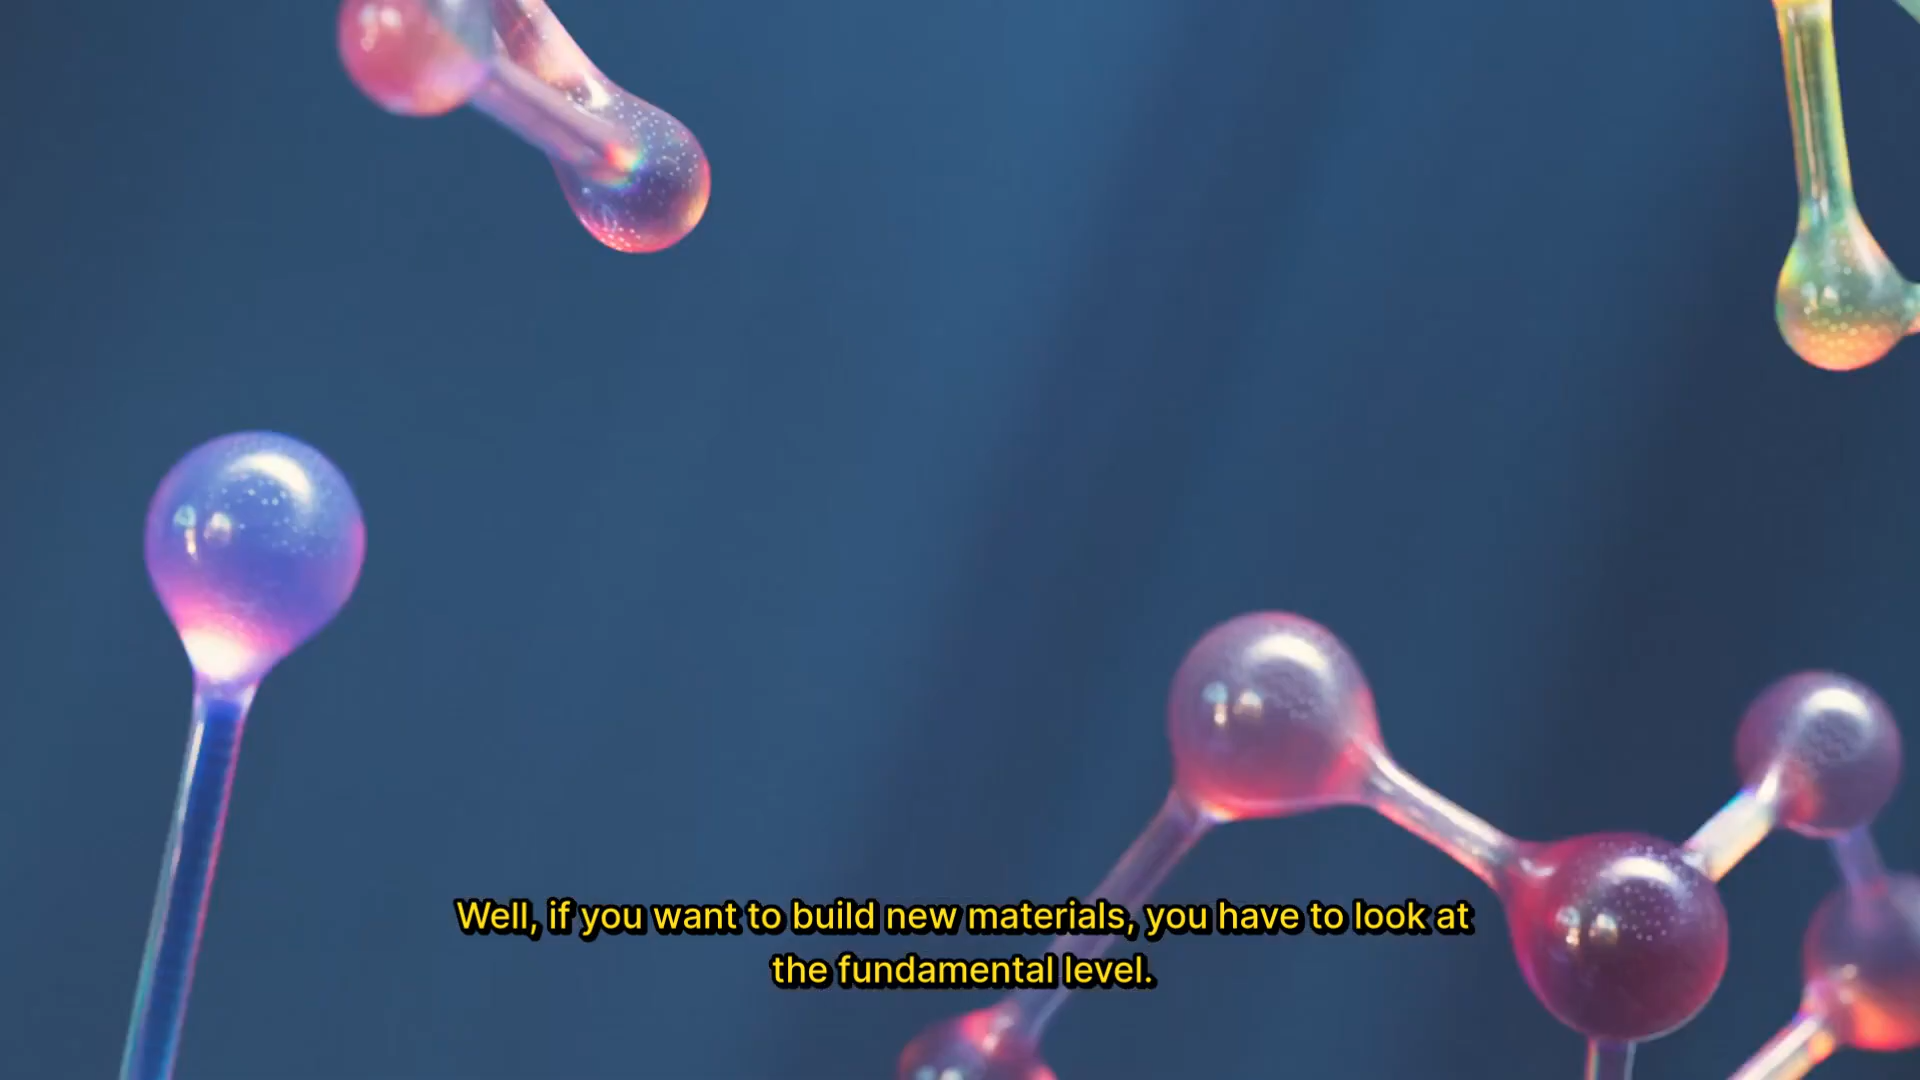 Well, if you want to build new materials, you have to look at
the fundamental level.